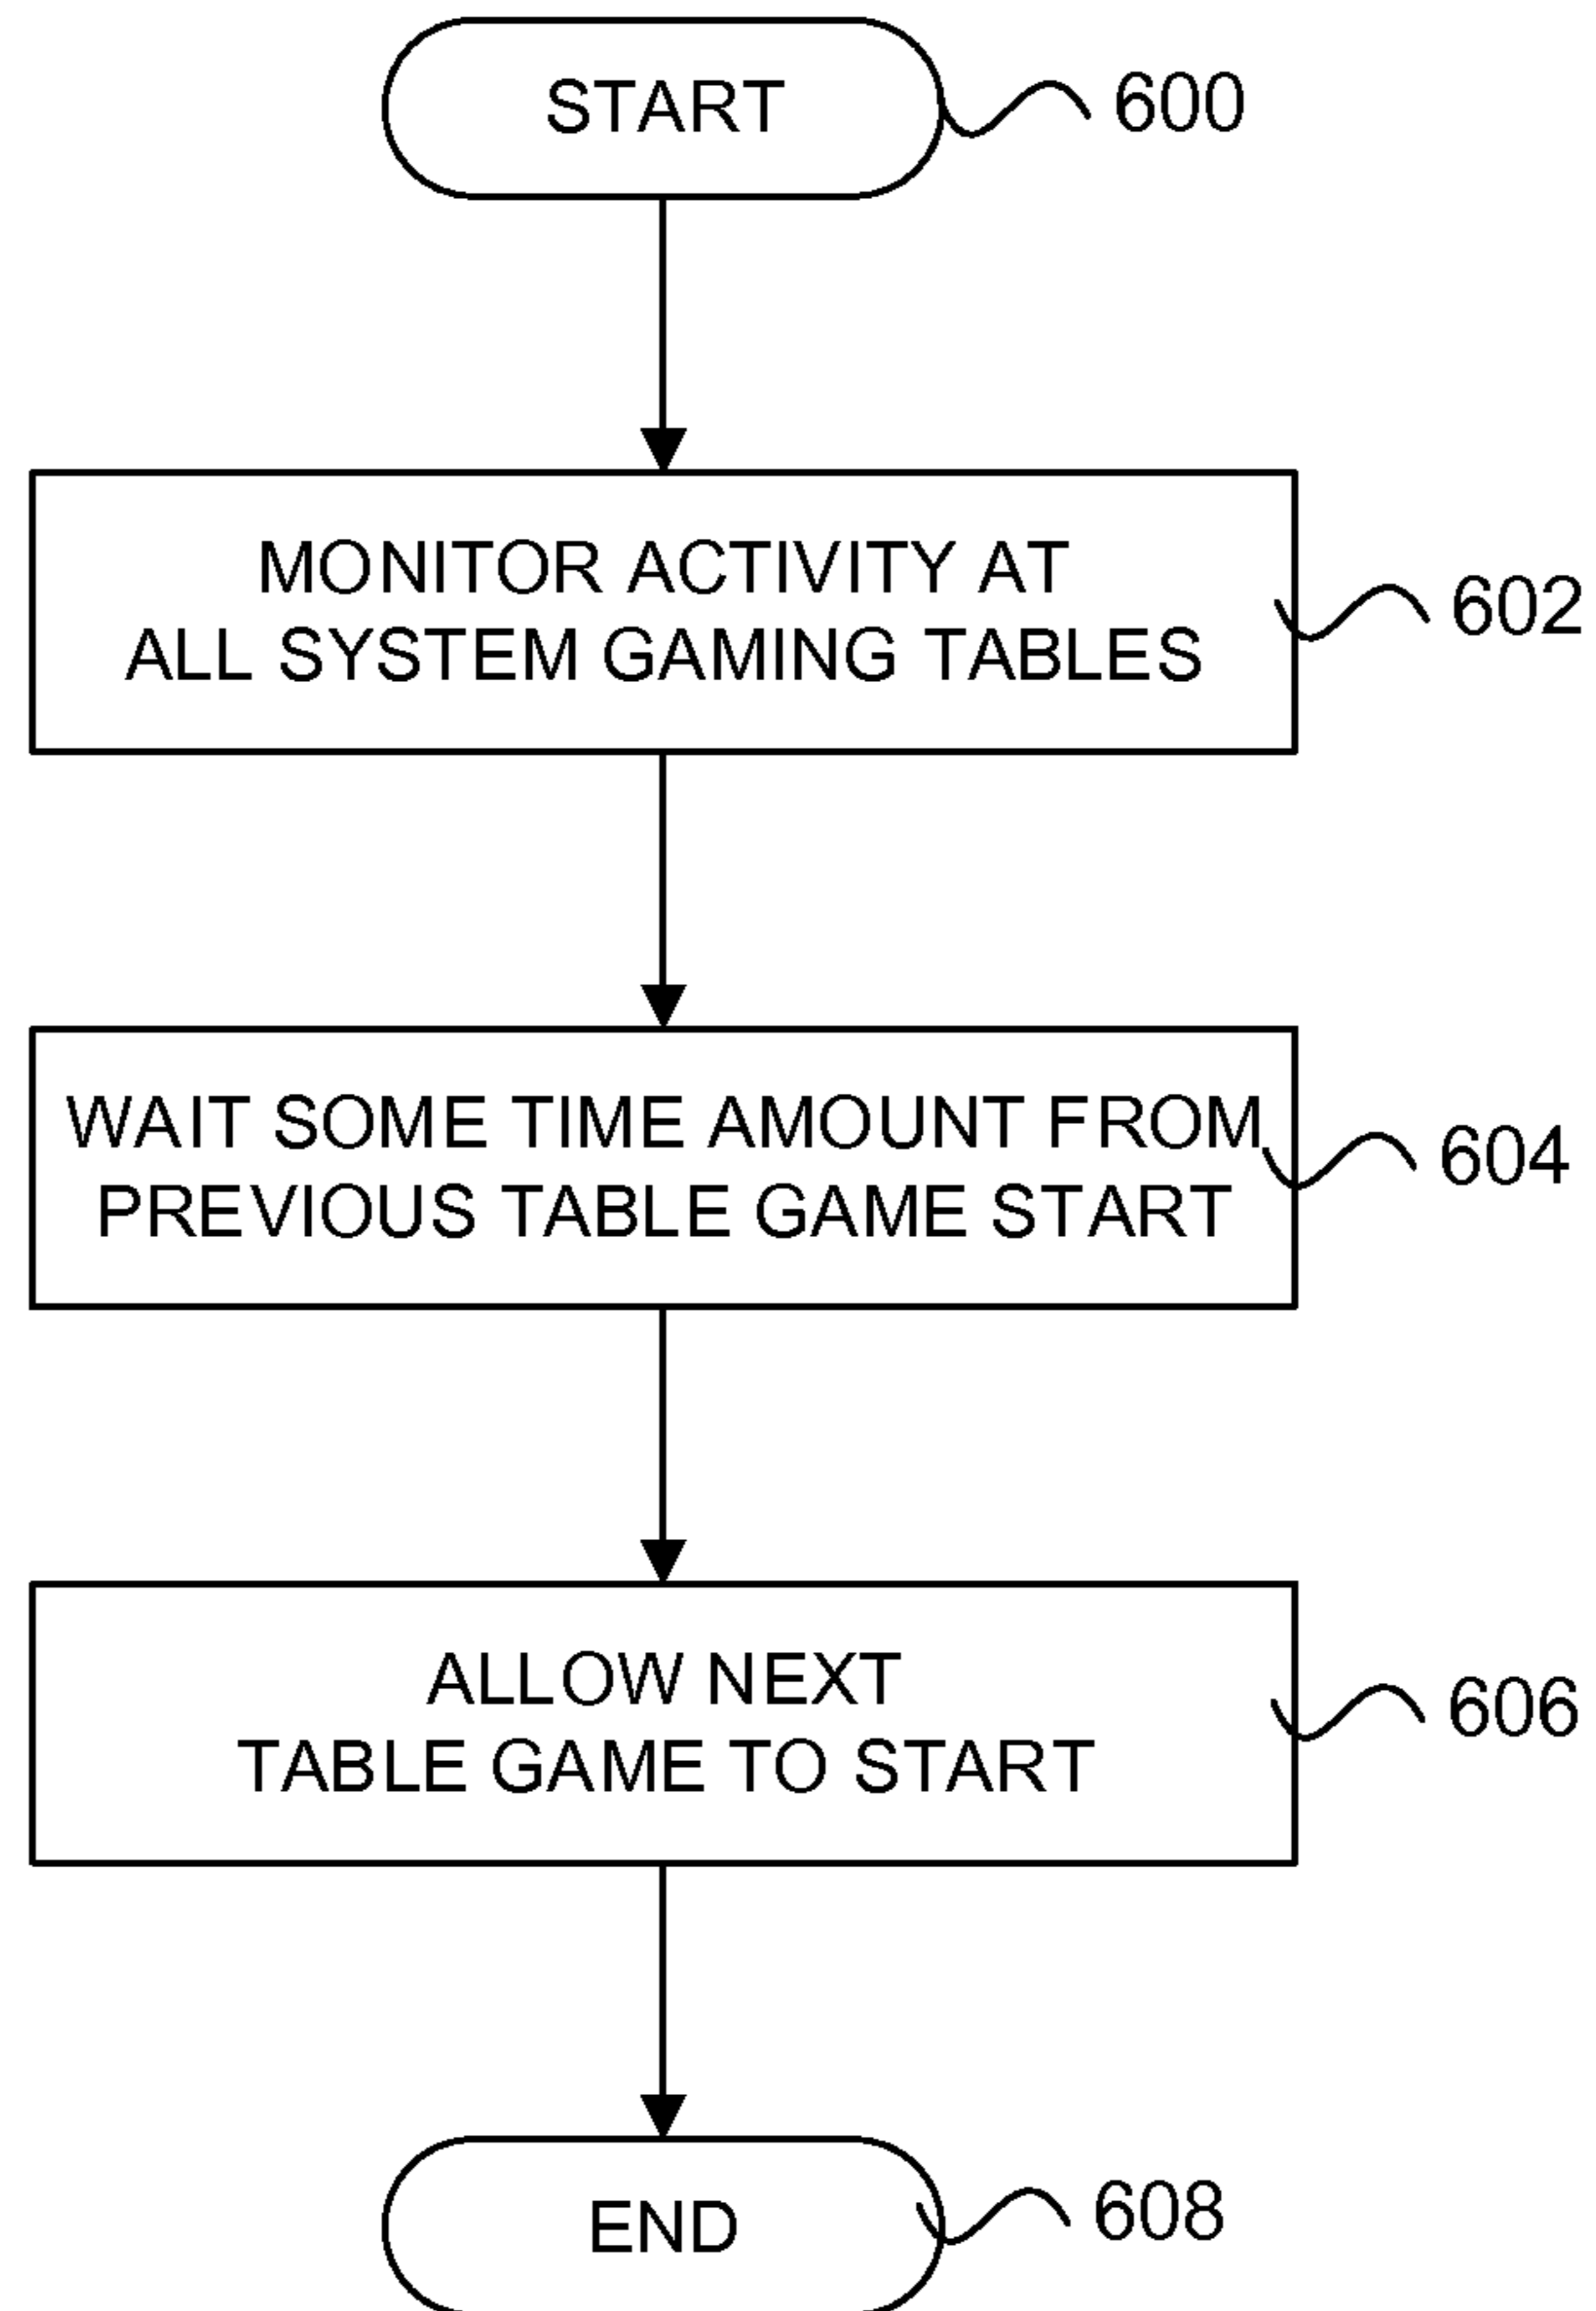 START
600
MONITOR ACTIVITY AT
ALL SYSTEM GAMING TABLES
602
WAIT SOME TIME AMOUNT FROM
PREVIOUS TABLE GAME START
604
ALLOW NEXT
TABLE GAME TO START
606
END
608